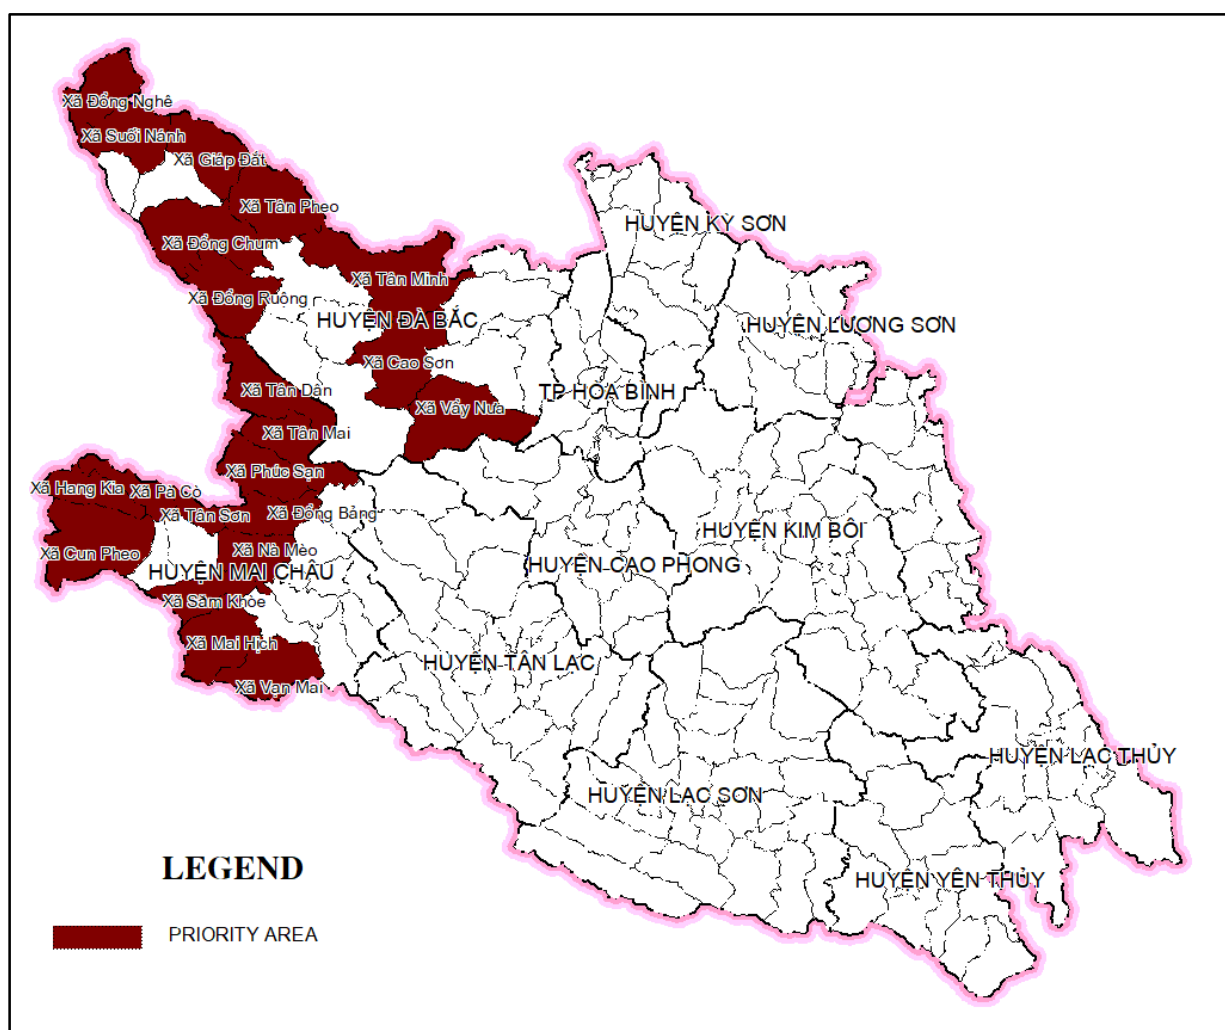 Xã Đồng Nghê
Xã Suối Nánh
Xã Giáp Đắt
Xã Tân Pheo
HUYỆN KỲ SƠN
Xã Đồng Chum
Xã Tân Minh
Xã Đồng Ruộng
HUYỆN ĐÀ BẮC
HUYỆN LƯƠNG SƠN
Xã Cao Sơn
Xã Tân Dân
TP HÒA BÌNH
Xã Vầy Nưa
Xã Tân Mai
Xã Phúc Sạn
Xã Hang Kia
Xã Pà Cò
Xã Tân Sơn
Xã Đồng Bảng
HUYỆN KIM BÔI
Xã Cun Pheo
Xã Nà Mèo
HUYỆN CAO PHONG
HUYỆN MAI CHÂU
Xã Săm Khòe
Xã Mai Hịch
HUYỆN TÂN LẠC
Xã Vạn Mai
HUYỆN LẠC THỦY
HUYỆN LẠC SƠN
HUYỆN YÊN THỦY
LEGEND
PRIORITY AREA